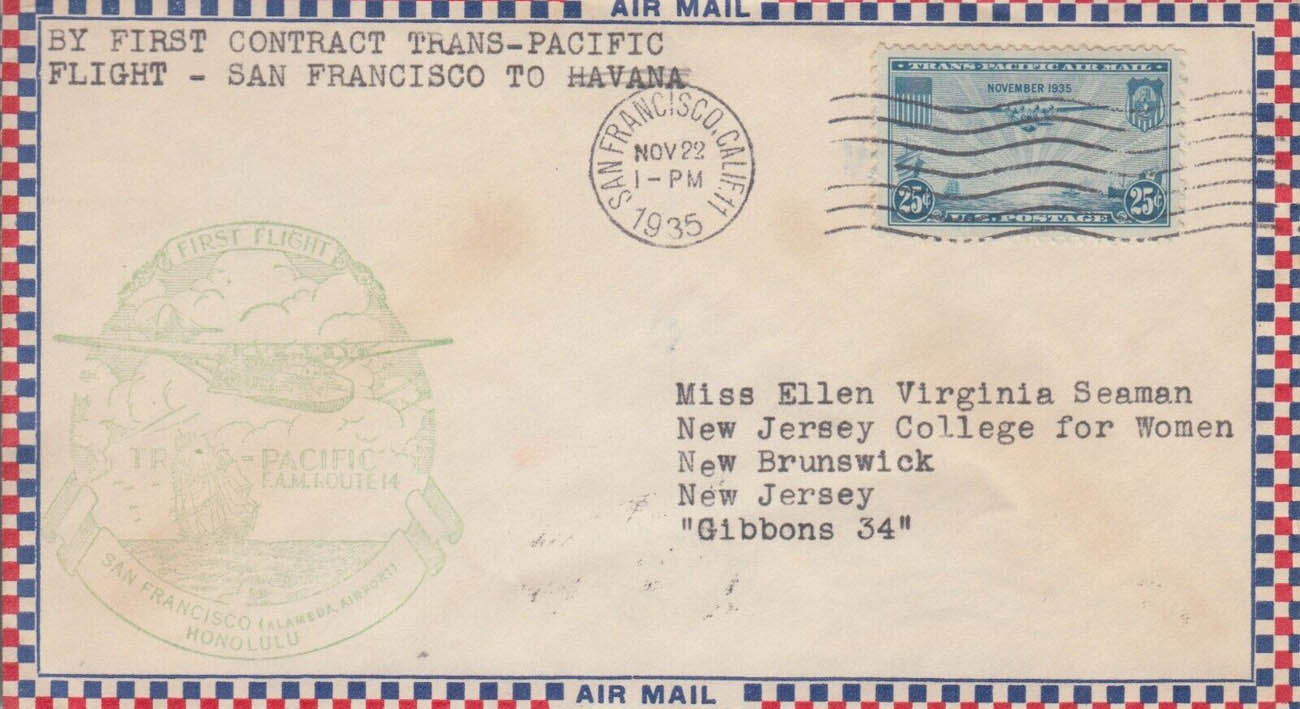 AIR MAIL
BY FIRST CONTRACT TRANS-PACIFIC
FLIGHT - SAN FRANCISCO TO HAVANA
SAN FRANCISCO, CALIF. 11
NOV 22
1 - PM
1935
TRANS-PACIFIC AIR MAIL
NOVEMBER 1935
25¢ 25¢
U.S. POSTAGE
FIRST FLIGHT
TRANS-PACIFIC
F.A.M. ROUTE 14
SAN FRANCISCO (ALAMEDA AIRPORT)
HONOLULU
Miss Ellen Virginia Seaman
New Jersey College for Women
New Brunswick
New Jersey
"Gibbons 34"
AIR MAIL